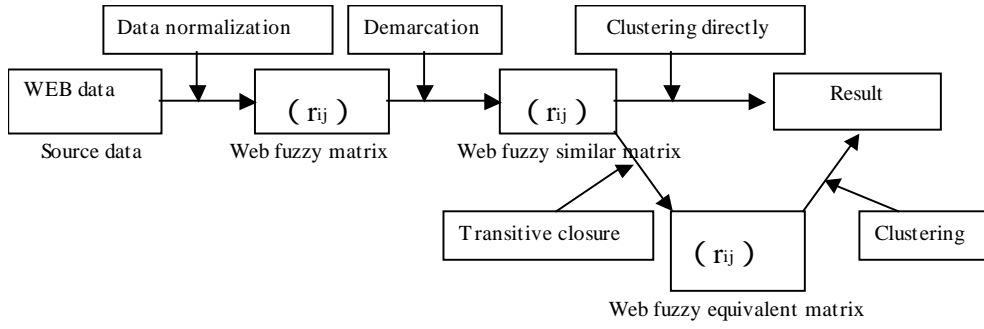 Data normalization
Demarcation
Clustering directly
WEB data
( rij )
( rij )
Result
Source data
Web fuzzy matrix
Web fuzzy similar matrix
Transitive closure
( rij )
Clustering
Web fuzzy equivalent matrix